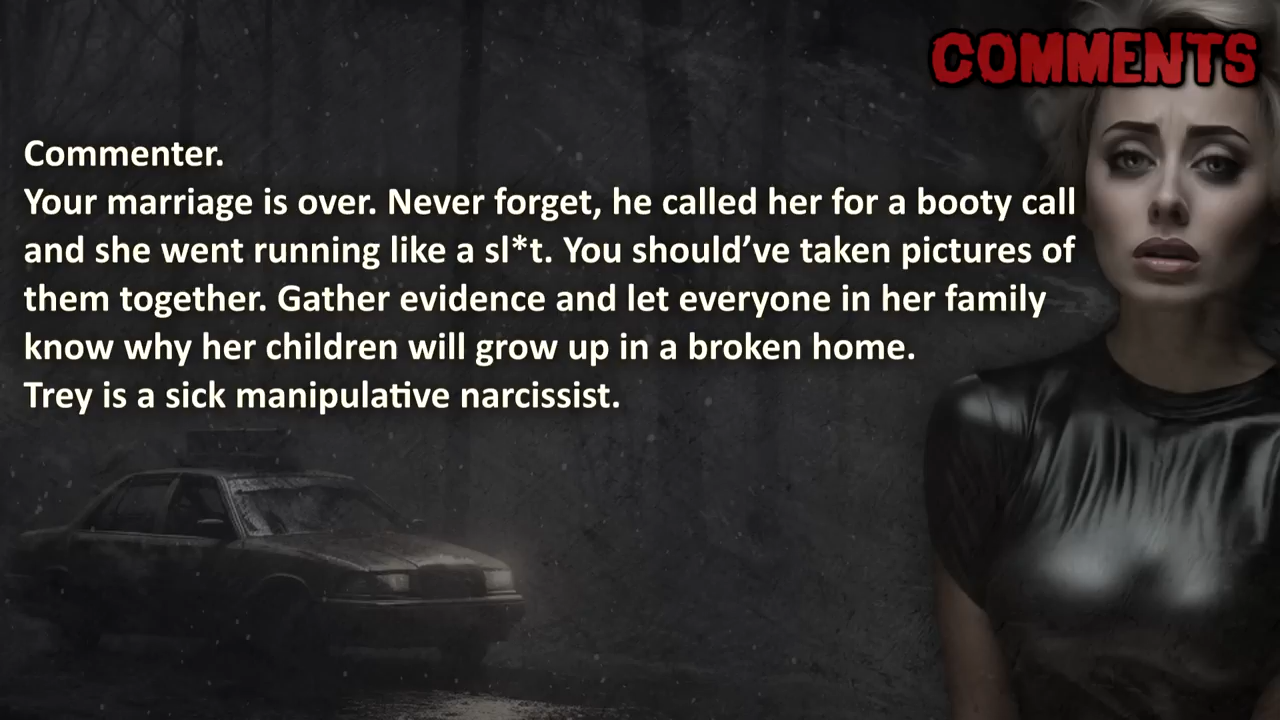 COMMENTS
Commenter.
Your marriage is over. Never forget, he called her for a booty call
and she went running like a sl*t. You should’ve taken pictures of
them together. Gather evidence and let everyone in her family
know why her children will grow up in a broken home.
Trey is a sick manipulative narcissist.